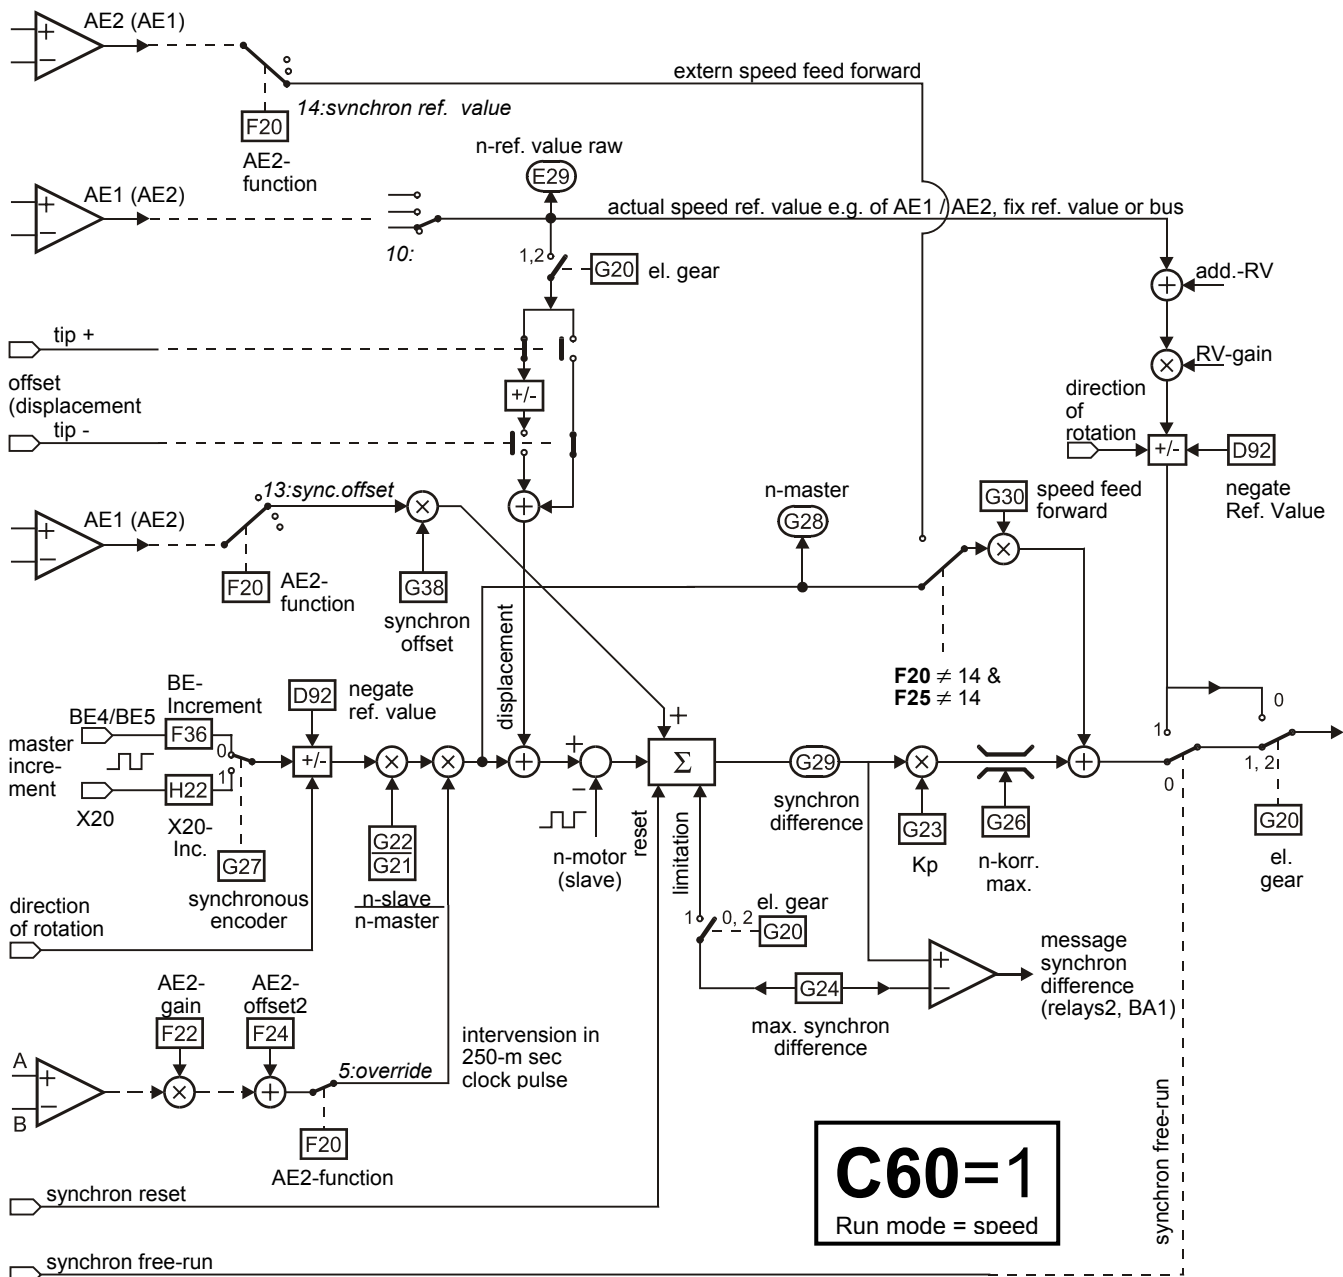 AE2 (AE1)
+
−
extern speed feed forward
14:svnchron ref. value
F20
AE2-
function
n-ref. value raw
E29
AE1 (AE2)
+
−
10:
actual speed ref. value e.g. of AE1 / AE2, fix ref. value or bus
1,2
G20
el. gear
+
add.-RV
×
RV-gain
tip +
offset
(displacement
tip -
+/-
direction
of
rotation
+/-
D92
negate
Ref. Value
13:sync.offset
×
+
AE1 (AE2)
+
−
F20
AE2-
function
G38
synchron
offset
n-master
G28
G30
speed feed
forward
×
displacement
F20 ≠ 14 &
F25 ≠ 14
BE-
Increment
BE4/BE5
F36
master
incre-
ment
0
1
H22
X20
X20-
Inc.
G27
synchronous
encoder
D92
negate
ref. value
+/-
×
×
+
+
−
G22
G21
n-slave
n-master
n-motor
(slave)
+
Σ
reset
limitation
G29
synchron
difference
×
G23
Kp
G26
n-korr.
max.
+
1
0
0
1, 2
G20
el.
gear
direction
of rotation
1
0, 2
el. gear
G20
G24
max. synchron
difference
+
−
message
synchron
difference
(relays2, BA1)
AE2-
gain
F22
AE2-
offset2
F24
A
+
−
B
×
+
5:override
F20
AE2-function
intervension in
250-m sec
clock pulse
synchron reset
C60=1
Run mode = speed
synchron free-run
synchron free-run